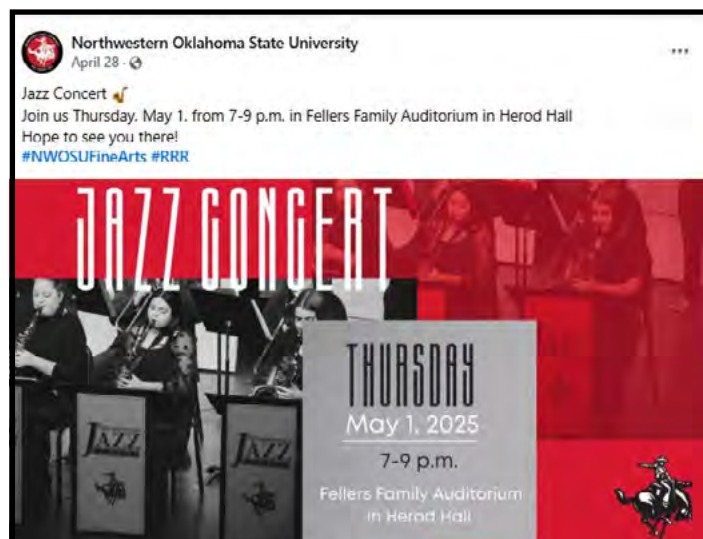 Northwestern Oklahoma State University
April 28 ·
Jazz Concert 🎷
Join us Thursday, May 1, from 7-9 p.m. in Fellers Family Auditorium in Herod Hall
Hope to see you there!
#NWOSUFineArts #RRR
JAZZ CONCERT
THURSDAY
May 1, 2025
7-9 p.m.
Fellers Family Auditorium
in Herod Hall
JAZZ
JAZZ